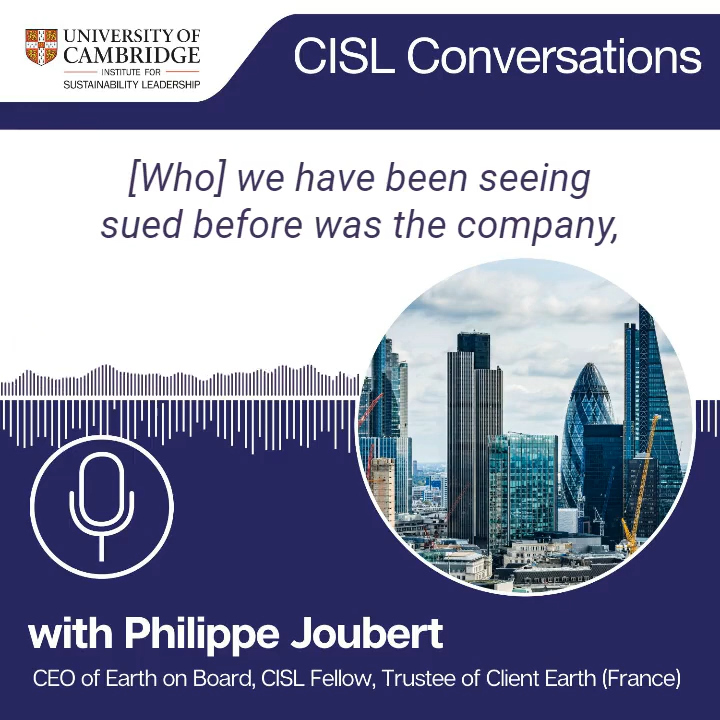 UNIVERSITY OF
CAMBRIDGE
INSTITUTE FOR
SUSTAINABILITY LEADERSHIP
CISL Conversations
[Who] we have been seeing
sued before was the company,
with Philippe Joubert
CEO of Earth on Board, CISL Fellow, Trustee of Client Earth (France)